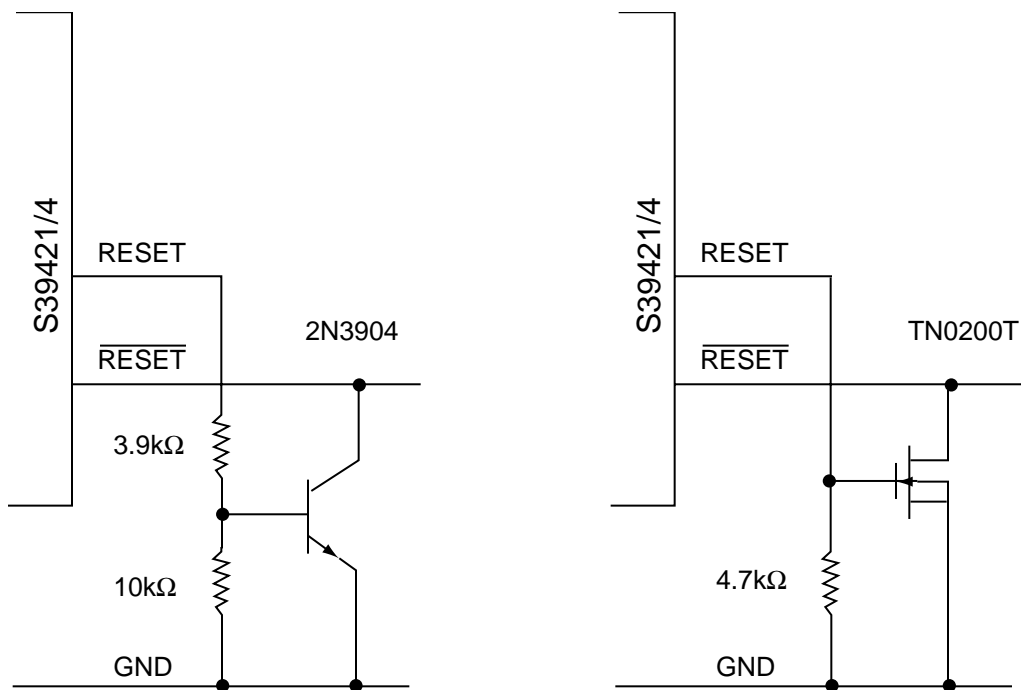 S39421/4
RESET
RESET
2N3904
3.9kΩ
10kΩ
GND
S39421/4
RESET
RESET
TN0200T
4.7kΩ
GND